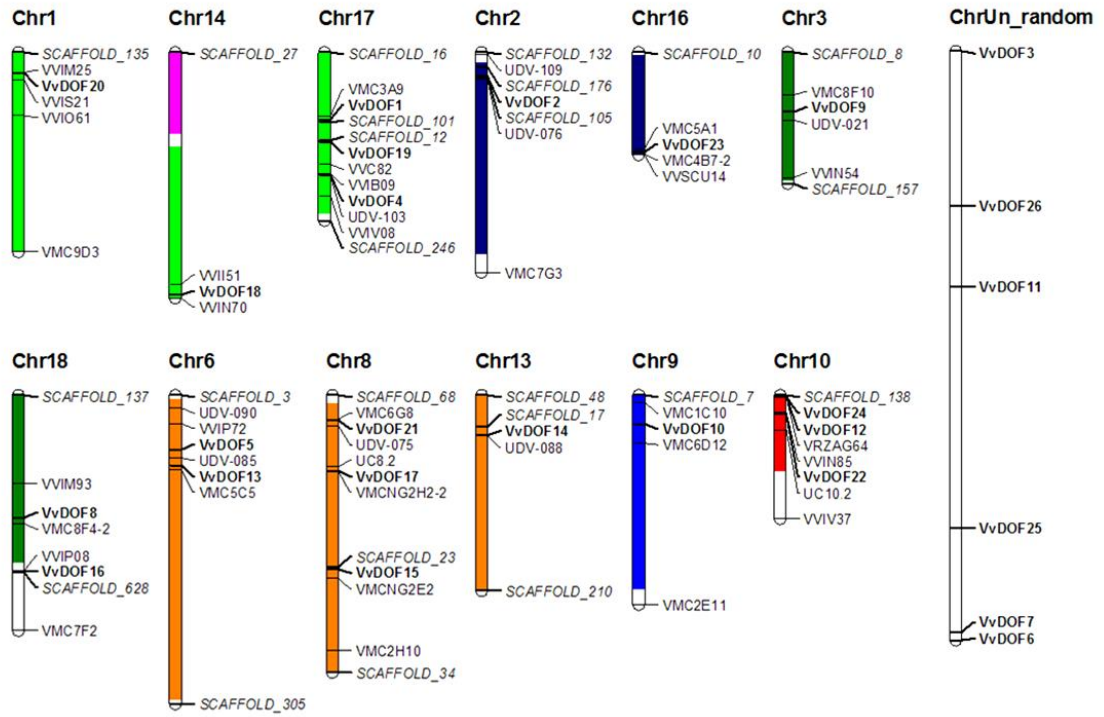 Chr1
SCAFFOLD_135
VVIM25
VvDOF20
VVIS21
VVIO61
VMC9D3
Chr14
SCAFFOLD_27
VVII51
VvDOF18
VVIN70
Chr17
SCAFFOLD_16
VMC3A9
VvDOF1
SCAFFOLD_101
SCAFFOLD_12
VvDOF19
VVC82
VVIB09
VvDOF4
UDV-103
VVIV08
SCAFFOLD_246
Chr2
SCAFFOLD_132
UDV-109
SCAFFOLD_176
VvDOF2
SCAFFOLD_105
UDV-076
VMC7G3
Chr16
SCAFFOLD_10
VMC5A1
VvDOF23
VMC4B7-2
VVSCU14
Chr3
SCAFFOLD_8
VMC8F10
VvDOF9
UDV-021
VVIN54
SCAFFOLD_157
ChrUn_random
VvDOF3
VvDOF26
VvDOF11
VvDOF25
VvDOF7
VvDOF6
Chr18
SCAFFOLD_137
VVIM93
VvDOF8
VMC8F4-2
VVIP08
VvDOF16
SCAFFOLD_628
VMC7F2
Chr6
SCAFFOLD_3
UDV-090
VVIP72
VvDOF5
UDV-085
VvDOF13
VMC5C5
SCAFFOLD_305
Chr8
SCAFFOLD_68
VMC6G8
VvDOF21
UDV-075
UC8.2
VvDOF17
VMCNG2H2-2
SCAFFOLD_23
VvDOF15
VMCNG2E2
VMC2H10
SCAFFOLD_34
Chr13
SCAFFOLD_48
SCAFFOLD_17
VvDOF14
UDV-088
SCAFFOLD_210
Chr9
SCAFFOLD_7
VMC1C10
VvDOF10
VMC6D12
VMC2E11
Chr10
SCAFFOLD_138
VvDOF24
VvDOF12
VRZAG64
VVIN85
VvDOF22
UC10.2
VVIV37